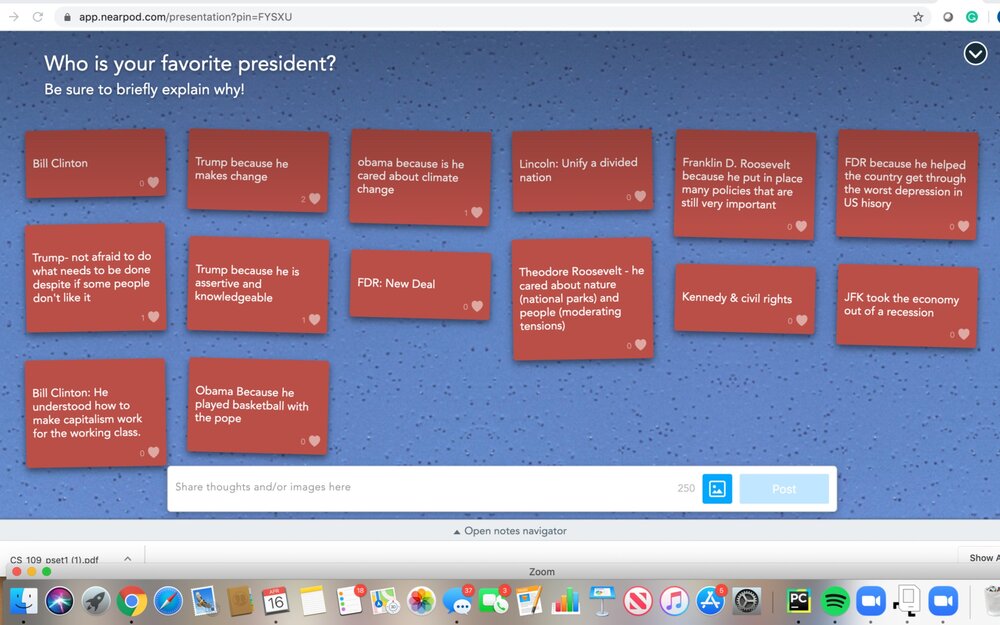 app.nearpod.com/presentation?pin=FYSXU
Who is your favorite president?
Be sure to briefly explain why!
Bill Clinton
0
Trump because he
makes change
2
obama because is he
cared about climate
change
1
Lincoln: Unify a divided
nation
0
Franklin D. Roosevelt
because he put in place
many policies that are
still very important
0
FDR because he helped
the country get through
the worst depression in
US hisory
0
Trump- not afraid to do
what needs to be done
despite if some people
don't like it
1
Trump because he is
assertive and
knowledgeable
1
FDR: New Deal
0
Theodore Roosevelt - he
cared about nature
(national parks) and
people (moderating
tensions)
0
Kennedy & civil rights
0
JFK took the economy
out of a recession
0
Bill Clinton: He
understood how to
make capitalism work
for the working class.
0
Obama Because he
played basketball with
the pope
0
Share thoughts and/or images here
250
Post
Open notes navigator
CS_109_pset1 (1).pdf
Show A
Zoom
APR
16
18
37
3
6
PC